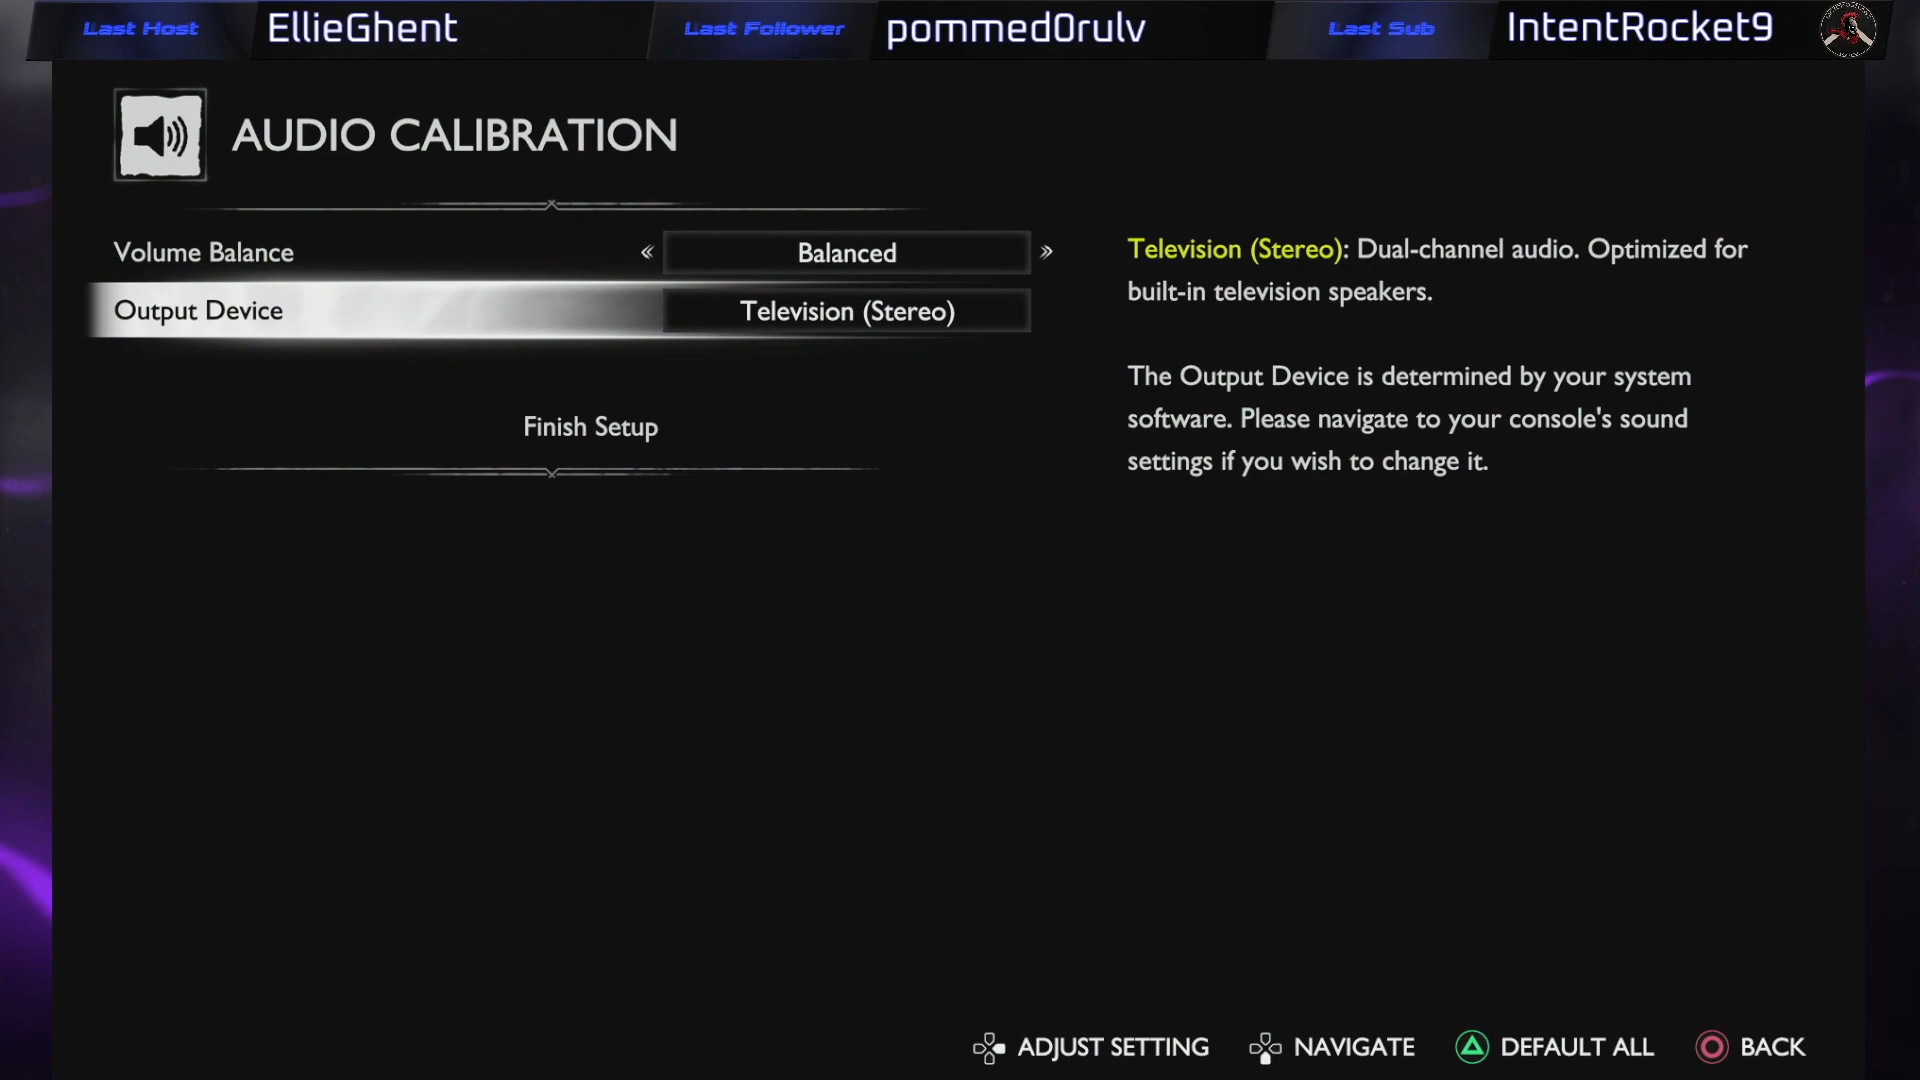 Last Host
EllieGhent
Last Follower
pommed0rulv
Last Sub
IntentRocket9
AUDIO CALIBRATION
Volume Balance
Balanced
Output Device
Television (Stereo)
Finish Setup
Television (Stereo): Dual-channel audio. Optimized for
built-in television speakers.
The Output Device is determined by your system
software. Please navigate to your console's sound
settings if you wish to change it.
ADJUST SETTING
NAVIGATE
DEFAULT ALL
BACK